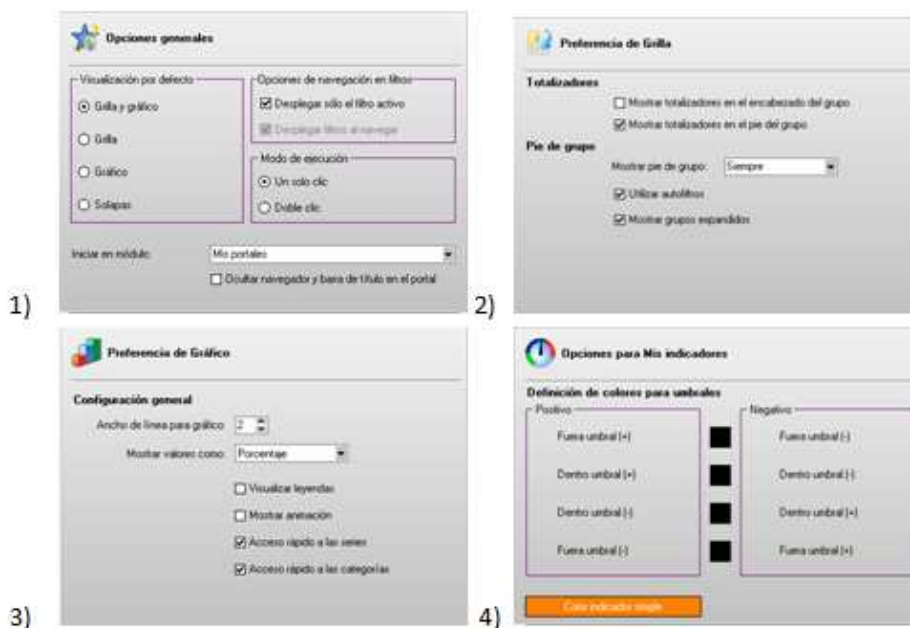 Opciones generales
Visualización por defecto
Grilla y gráfico
Grilla
Gráfico
Solapas
Opciones de navegación en filtros
Desplegar sólo el filtro activo
Desplegar filtros al navegar
Modo de ejecución
Un solo clic
Doble clic
Iniciar en módulo:
Mis portales
Ocultar navegador y barra de título en el portal
1)
Preferencia de Grilla
Totalizadores
Mostrar totalizadores en el encabezado del grupo
Mostrar totalizadores en el pie del grupo
Pie de grupo
Mostrar pie de grupo: Siempre
Utilizar autofiltros
Mostrar grupos expandidos
2)
Preferencia de Gráfico
Configuración general
Ancho de línea para gráfico: 2
Mostrar valores como: Porcentaje
Visualizar leyendas
Mostrar animación
Acceso rápido a las series
Acceso rápido a las categorías
3)
Opciones para Mis indicadores
Definición de colores para umbrales
Positivo
Fuera umbral (+)
Dentro umbral (+)
Dentro umbral (-)
Fuera umbral (-)
Negativo
Fuera umbral (-)
Dentro umbral (-)
Dentro umbral (+)
Fuera umbral (+)
Color indicador simple
4)